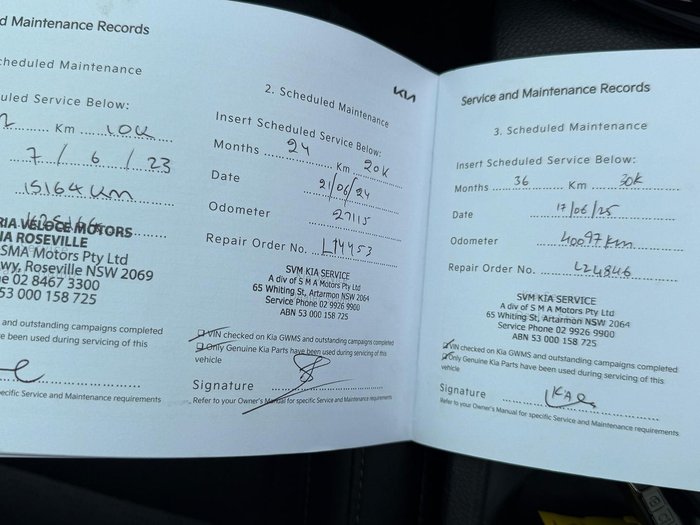 d Maintenance Records
cheduled Maintenance
uled Service Below:
2 Km 10K
7 / 6 / 23
15164 km
RIA VELOCE MOTORS
IA ROSEVILLE
SMA Motors Pty Ltd
wy, Roseville NSW 2069
e 02 8467 3300
53 000 158 725
and outstanding campaigns completed
e been used during servicing of this
ecific Service and Maintenance requirements
KIA
2. Scheduled Maintenance
Insert Scheduled Service Below:
Months 24 Km 20k
Date 21/06/24
Odometer 27115
Repair Order No. L14453
SVM KIA SERVICE
A div of S M A Motors Pty Ltd
65 Whiting St, Artarmon NSW 2064
Service Phone 02 9926 9900
ABN 53 000 158 725
VIN checked on Kia GWMS and outstanding campaigns completed
Only Genuine Kia Parts have been used during servicing of this
vehicle
Signature
Refer to your Owner's Manual for specific Service and Maintenance requirements
Service and Maintenance Records
3. Scheduled Maintenance
Insert Scheduled Service Below:
Months 36 Km 30k
Date 17/06/25
Odometer 40097 km
Repair Order No. L24846
SVM KIA SERVICE
A div of S M A Motors Pty Ltd
65 Whiting St, Artarmon NSW 2064
Service Phone 02 9926 9900
ABN 53 000 158 725
VIN checked on Kia GWMS and outstanding campaigns completed
Only Genuine Kia Parts have been used during servicing of this
vehicle
Signature
Refer to your Owner's Manual for specific Service and Maintenance requirements